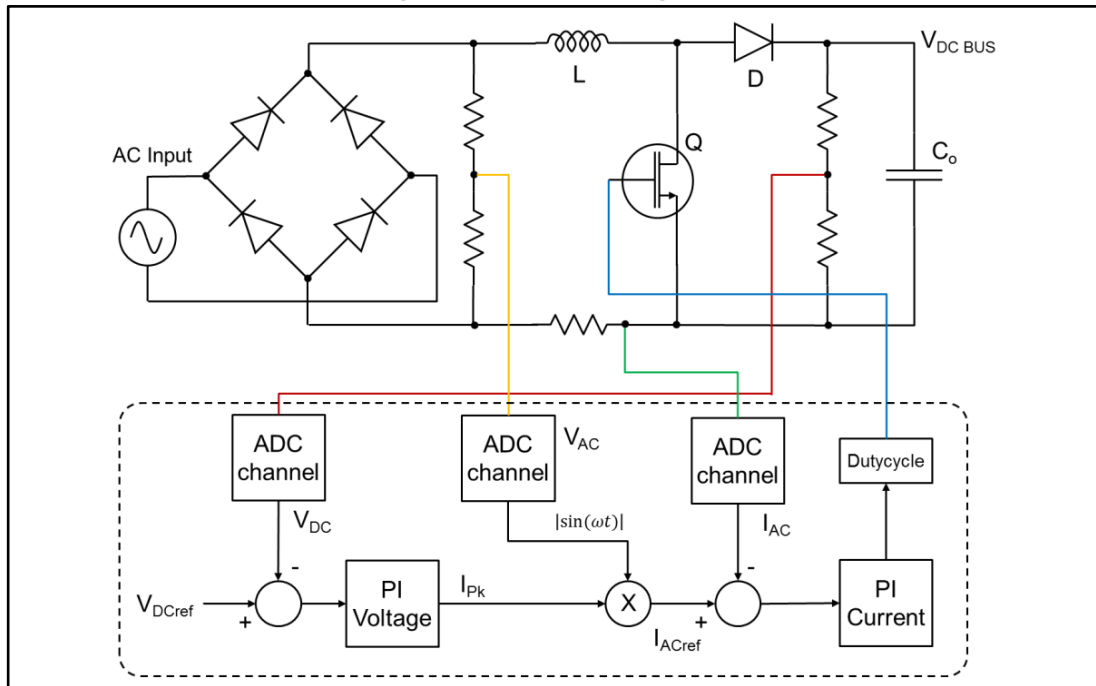 V_DC BUS
L
D
Q
C_o
AC Input
ADC
channel
V_DC
ADC
channel
V_AC
|sin(ωt)|
ADC
channel
I_AC
Dutycycle
V_DCref
+
-
PI
Voltage
I_Pk
X
I_ACref
+
-
PI
Current